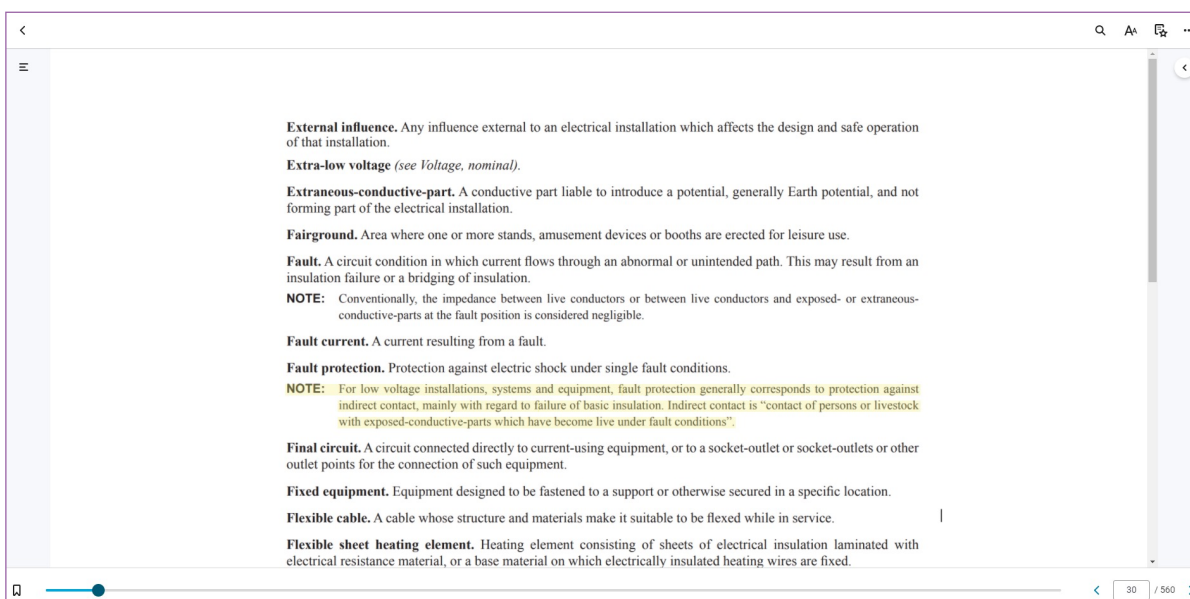 AA
External influence. Any influence external to an electrical installation which affects the design and safe operation
of that installation.
Extra-low voltage (see Voltage, nominal).
Extraneous-conductive-part. A conductive part liable to introduce a potential, generally Earth potential, and not
forming part of the electrical installation.
Fairground. Area where one or more stands, amusement devices or booths are erected for leisure use.
Fault. A circuit condition in which current flows through an abnormal or unintended path. This may result from an
insulation failure or a bridging of insulation.
NOTE: Conventionally, the impedance between live conductors or between live conductors and exposed- or extraneous-
conductive-parts at the fault position is considered negligible.
Fault current. A current resulting from a fault.
Fault protection. Protection against electric shock under single fault conditions.
NOTE: For low voltage installations, systems and equipment, fault protection generally corresponds to protection against
indirect contact, mainly with regard to failure of basic insulation. Indirect contact is “contact of persons or livestock
with exposed-conductive-parts which have become live under fault conditions”.
Final circuit. A circuit connected directly to current-using equipment, or to a socket-outlet or socket-outlets or other
outlet points for the connection of such equipment.
Fixed equipment. Equipment designed to be fastened to a support or otherwise secured in a specific location.
Flexible cable. A cable whose structure and materials make it suitable to be flexed while in service.
Flexible sheet heating element. Heating element consisting of sheets of electrical insulation laminated with
electrical resistance material, or a base material on which electrically insulated heating wires are fixed.
30 / 560